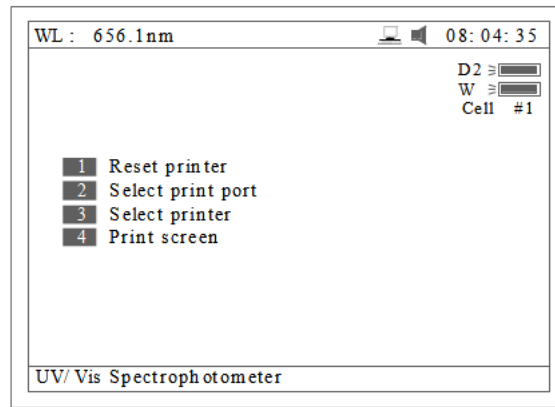 WL: 656.1nm 08:04:35
D2
W
Cell #1
1 Reset printer
2 Select print port
3 Select printer
4 Print screen
UV/Vis Spectrophotometer